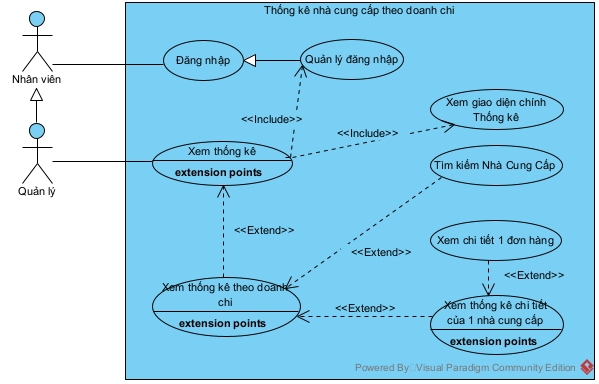 Thống kê nhà cung cấp theo doanh chi
Nhân viên
Đăng nhập
Quản lý đăng nhập
<<Include>>
Xem giao diện chính
Thống kê
<<Include>>
Quản lý
Xem thống kê
extension points
Tìm kiếm Nhà Cung Cấp
<<Extend>>
<<Extend>>
Xem chi tiết 1 đơn hàng
<<Extend>>
Xem thống kê theo doanh
chi
extension points
<<Extend>>
Xem thống kê chi tiết
của 1 nhà cung cấp
extension points
Powered By: Visual Paradigm Community Edition